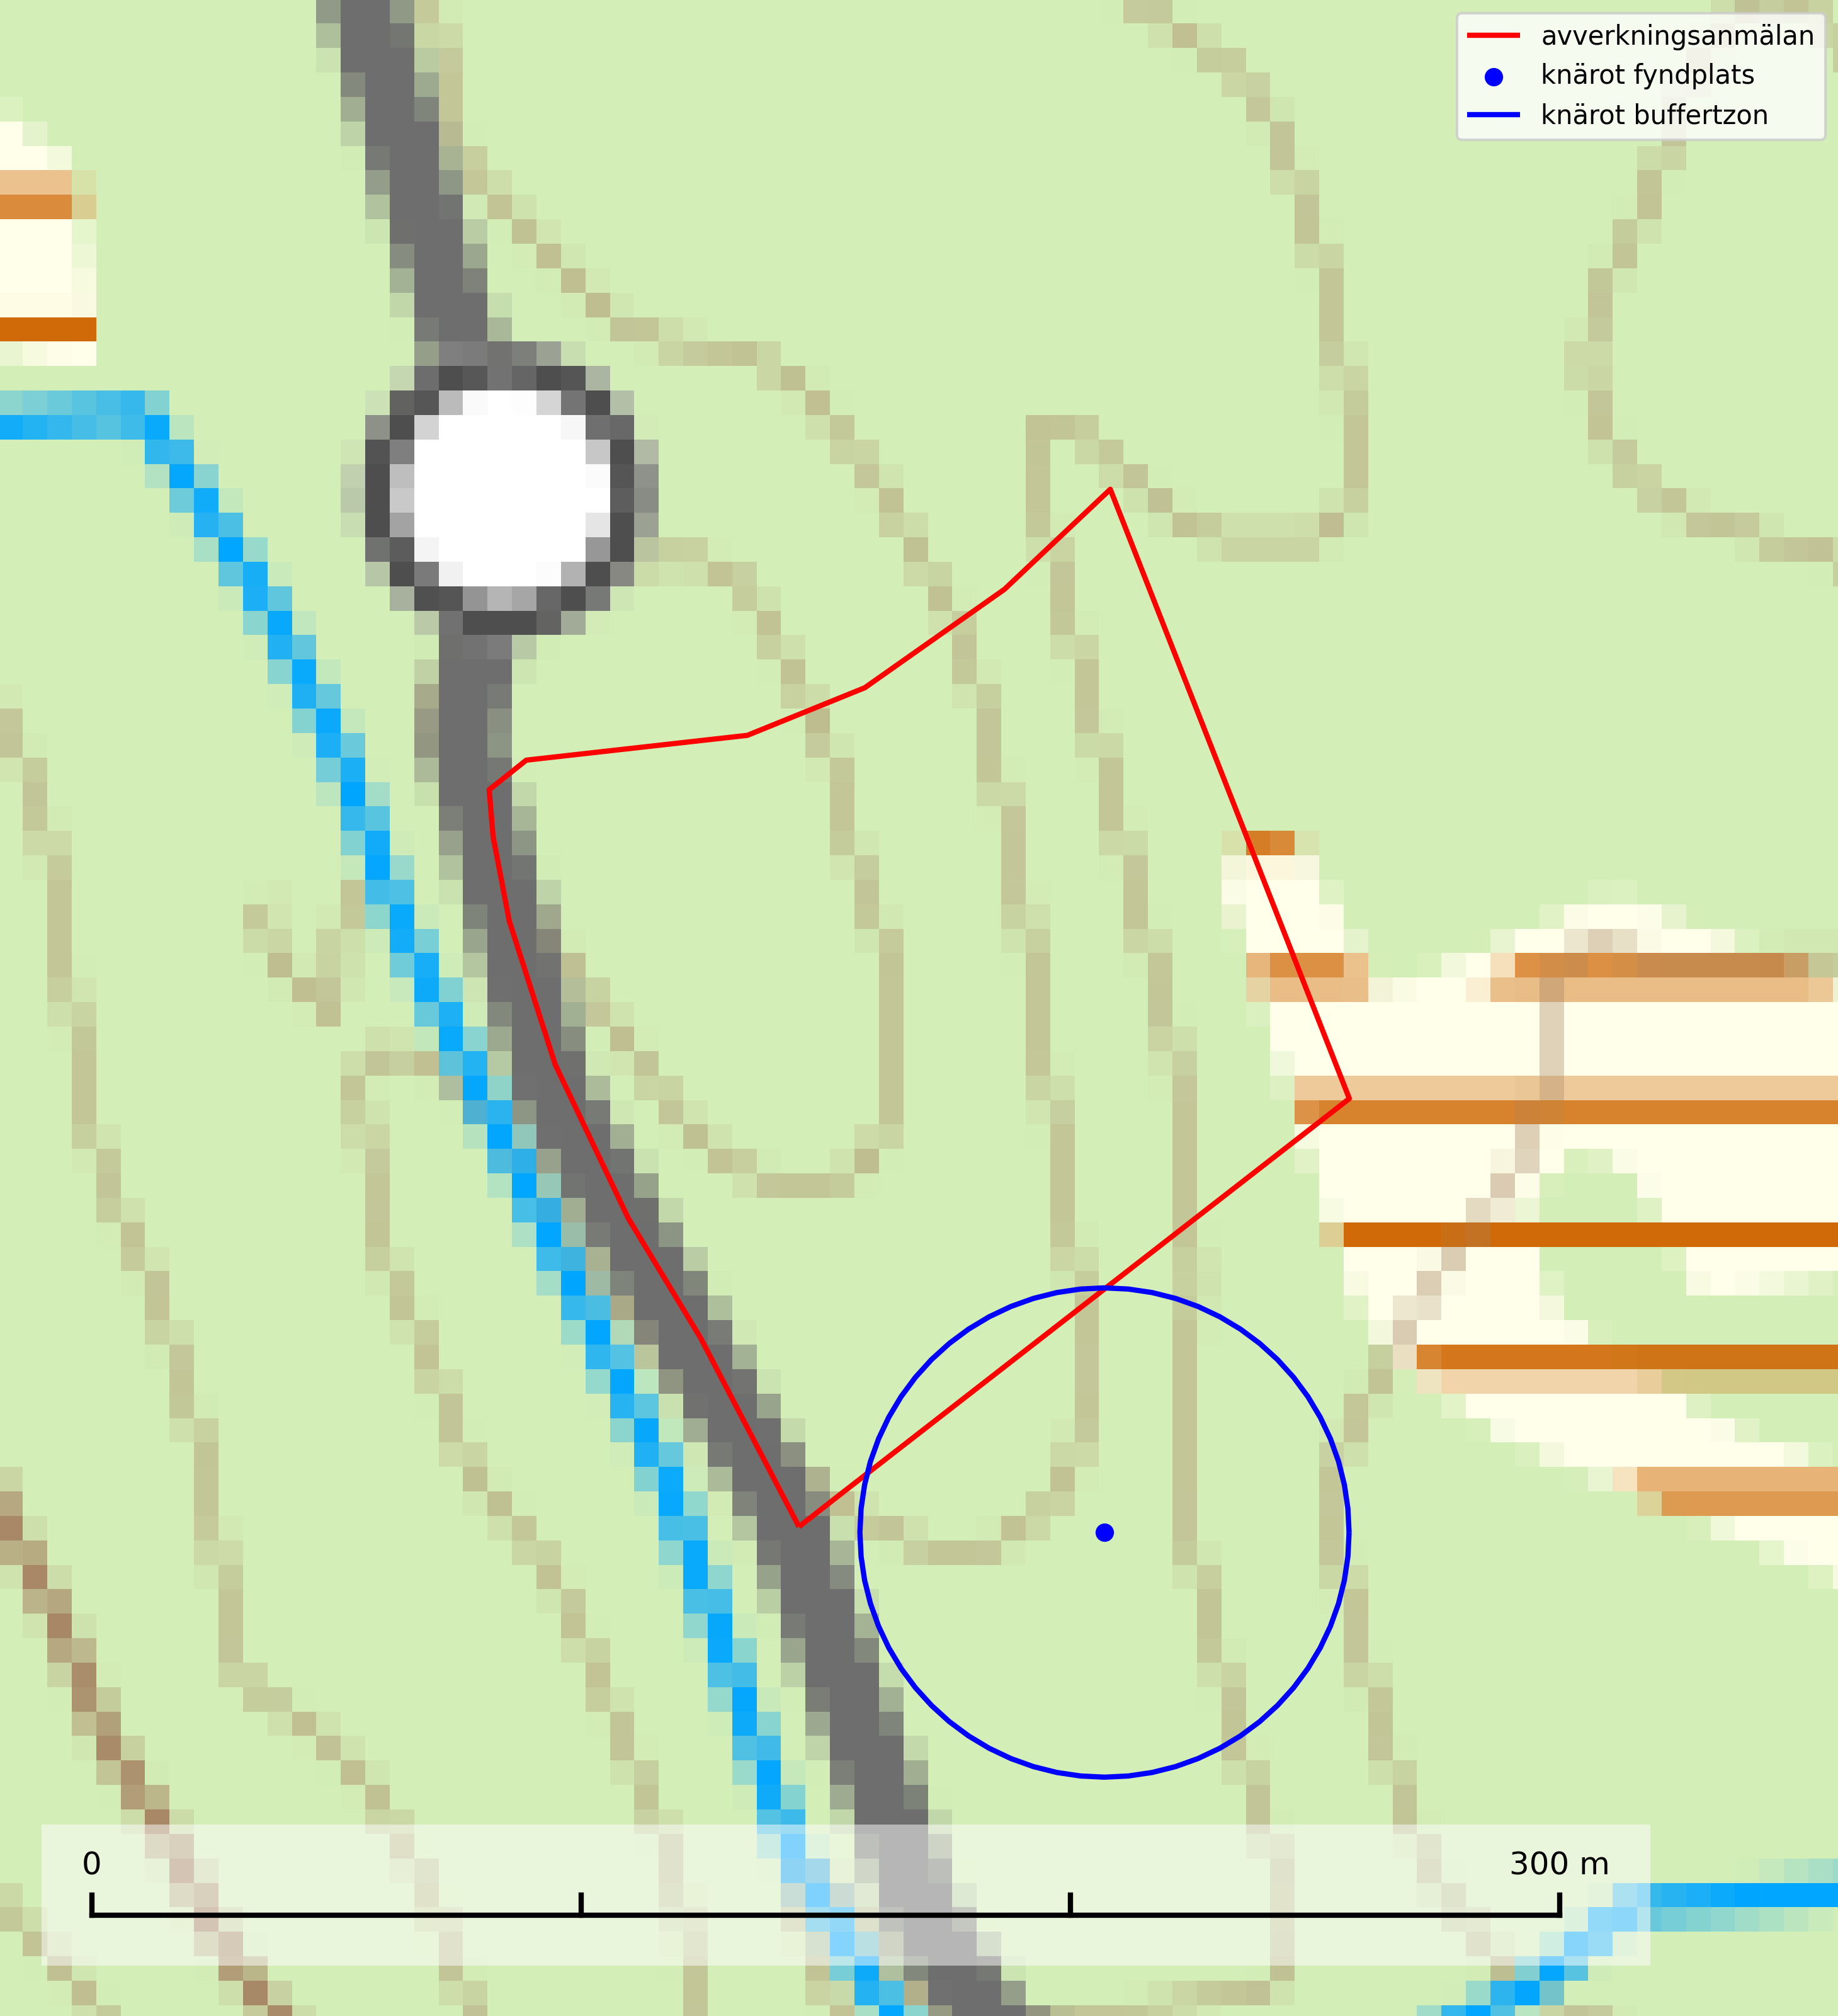 avverkningsanmälan
knärot fyndplats
knärot buffertzon
0
300 m